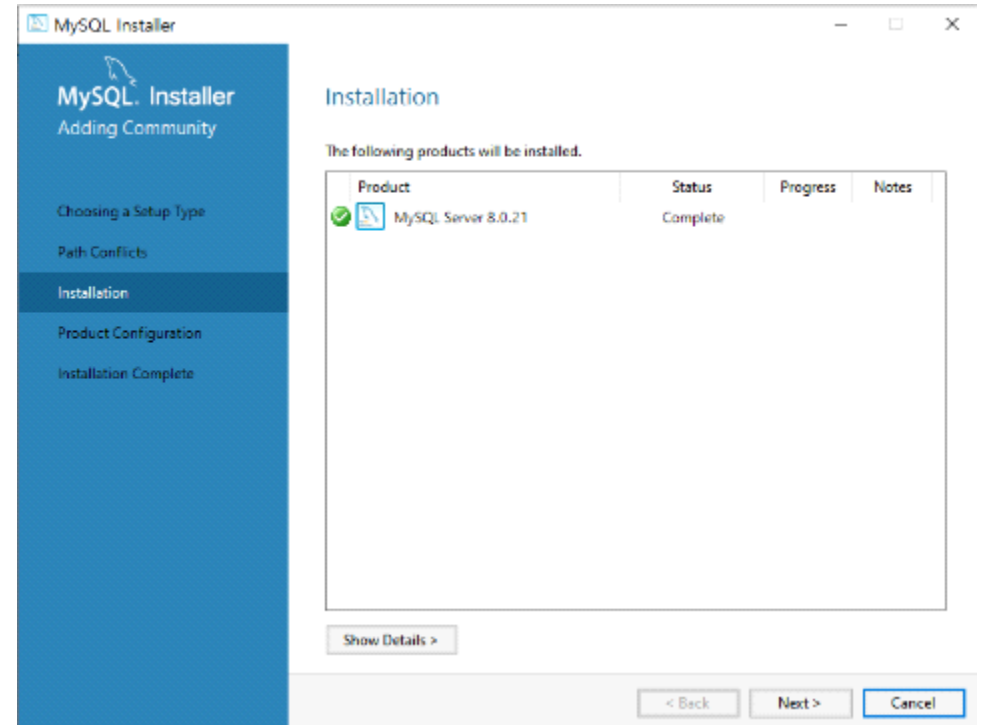 MySQL Installer
MySQL. Installer
Adding Community
Choosing a Setup Type
Path Conflicts
Installation
Product Configuration
Installation Complete
Installation
The following products will be installed.
Product Status Progress Notes
MySQL Server 8.0.21 Complete
Show Details >
< Back Next > Cancel